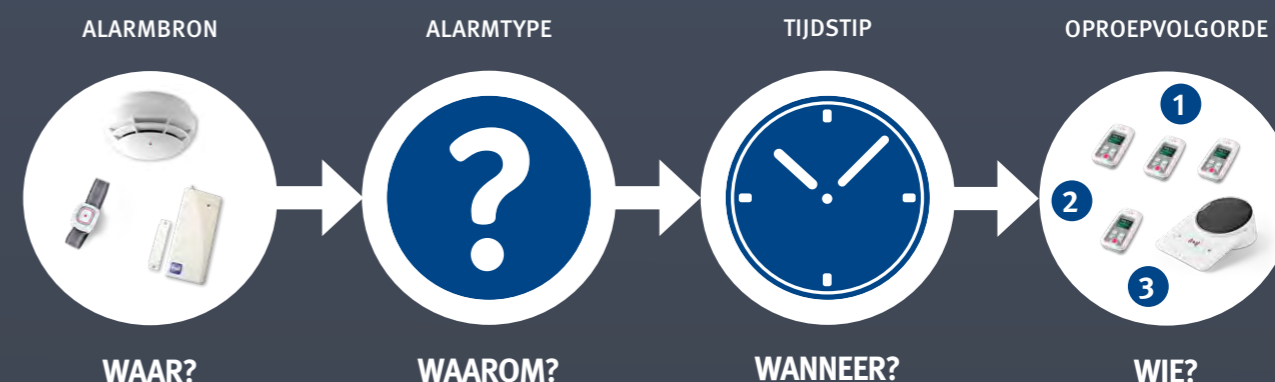 ALARMBRON
ALARMTYPE
TIJDSTIP
OPROEPVOLGORDE
?
1
2
3
WAAR?
WAAROM?
WANNEER?
WIE?